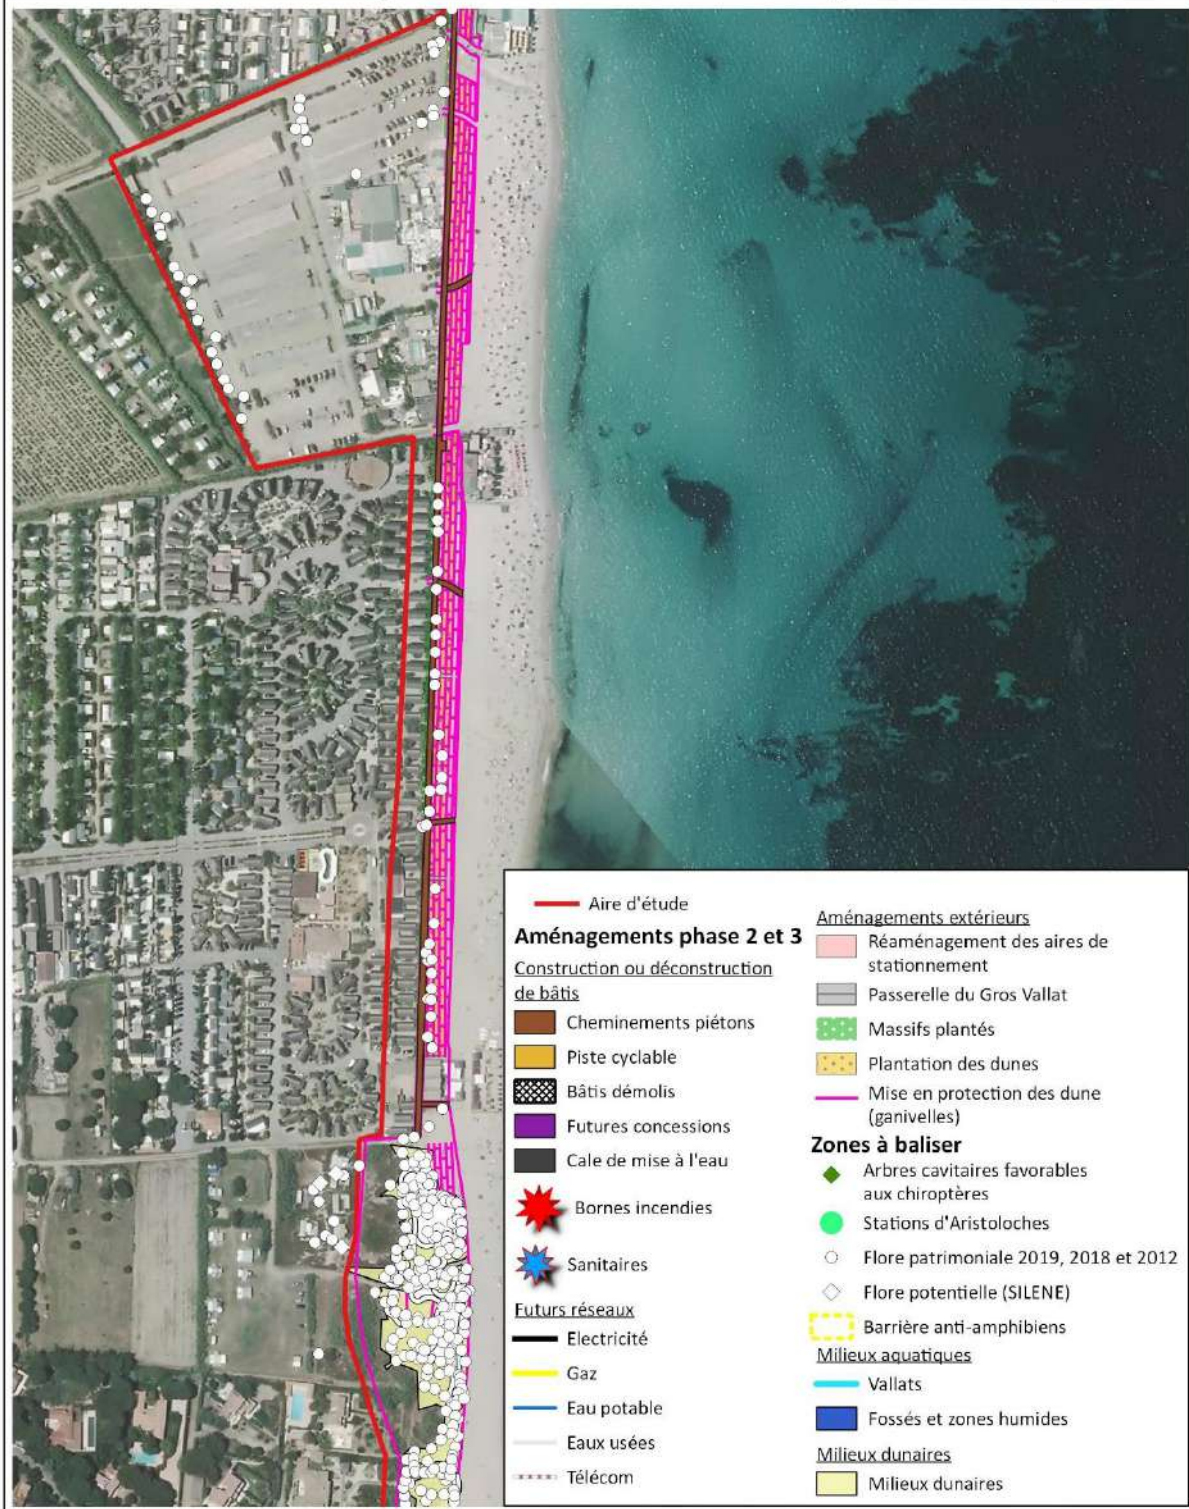 Aire d'étude
Aménagements phase 2 et 3
Construction ou déconstruction
de bâtis
Cheminements piétons
Piste cyclable
Bâtis démolis
Futures concessions
Cale de mise à l'eau
Bornes incendies
Sanitaires
Futurs réseaux
Electricité
Gaz
Eau potable
Eaux usées
Télécom
Aménagements extérieurs
Réaménagement des aires de
stationnement
Passerelle du Gros Vallat
Massifs plantés
Plantation des dunes
Mise en protection des dune
(ganivelles)
Zones à baliser
Arbres cavitaires favorables
aux chiroptères
Stations d'Aristoloches
Flore patrimoniale 2019, 2018 et 2012
Flore potentielle (SILENE)
Barrière anti-amphibiens
Milieux aquatiques
Vallats
Fossés et zones humides
Milieux dunaires
Milieux dunaires